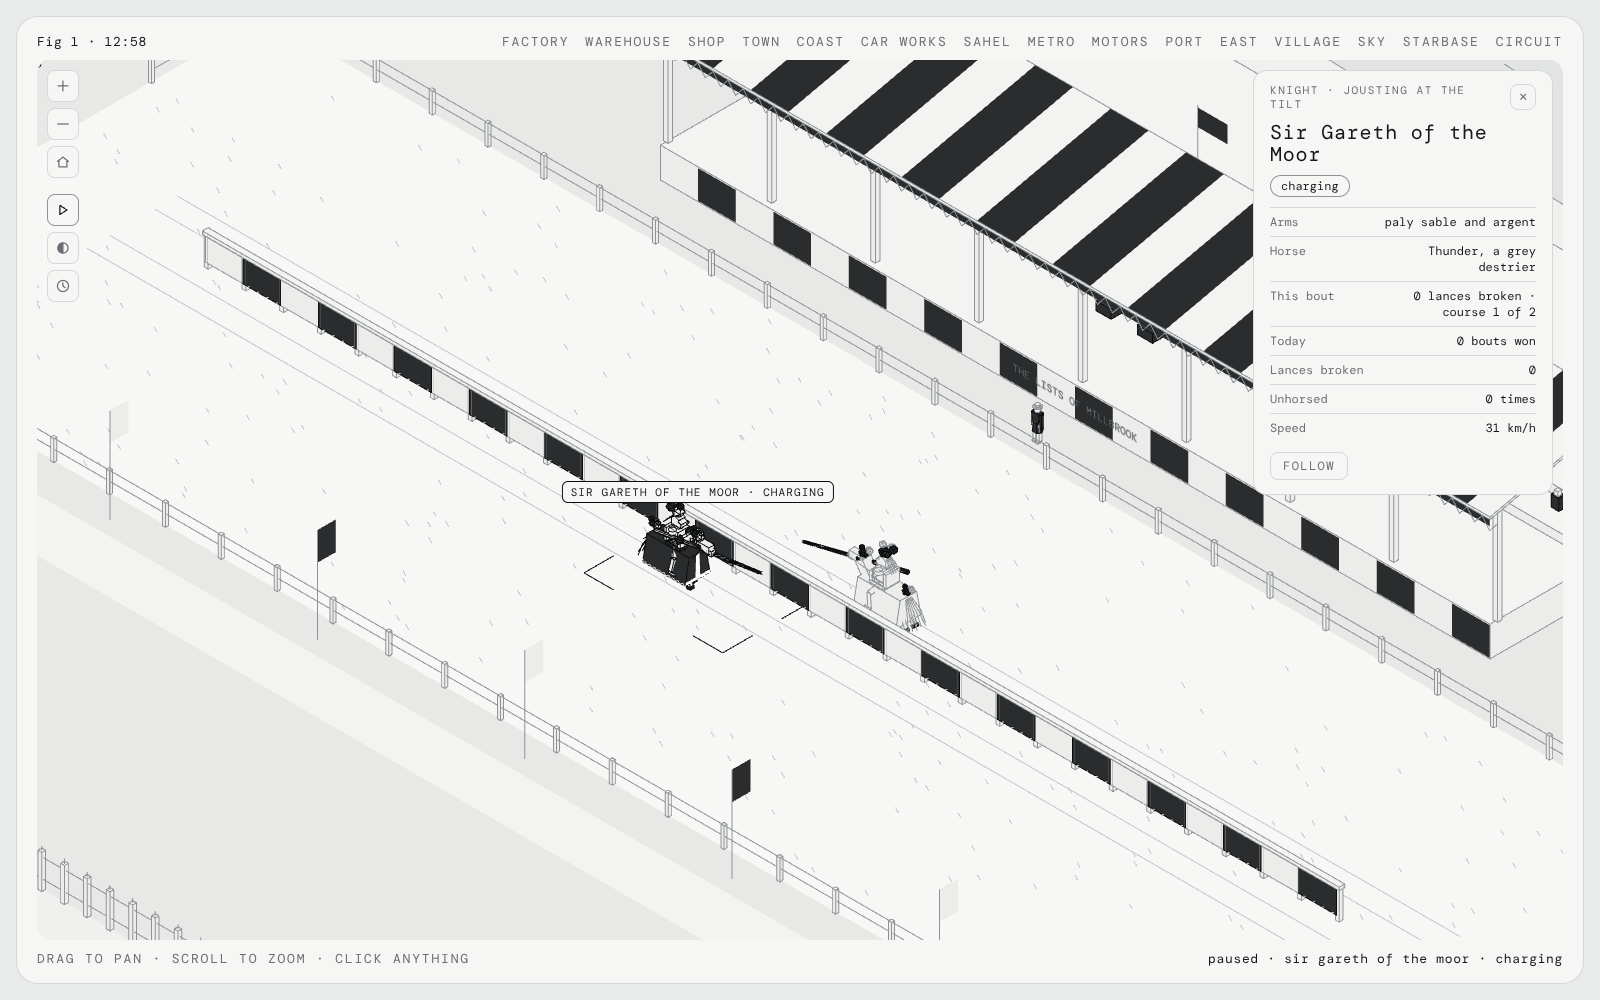 Fig 1 · 12:58
FACTORY WAREHOUSE SHOP TOWN COAST CAR WORKS SAHEL METRO MOTORS PORT EAST VILLAGE SKY STARBASE CIRCUIT
KNIGHT · JOUSTING AT THE
TILT
Sir Gareth of the
Moor
charging
Arms paly sable and argent
Horse Thunder, a grey
destrier
This bout 0 lances broken ·
course 1 of 2
Today 0 bouts won
Lances broken 0
Unhorsed 0 times
Speed 31 km/h
FOLLOW
THE LISTS OF MILLBROOK
SIR GARETH OF THE MOOR · CHARGING
DRAG TO PAN · SCROLL TO ZOOM · CLICK ANYTHING
paused · sir gareth of the moor · charging